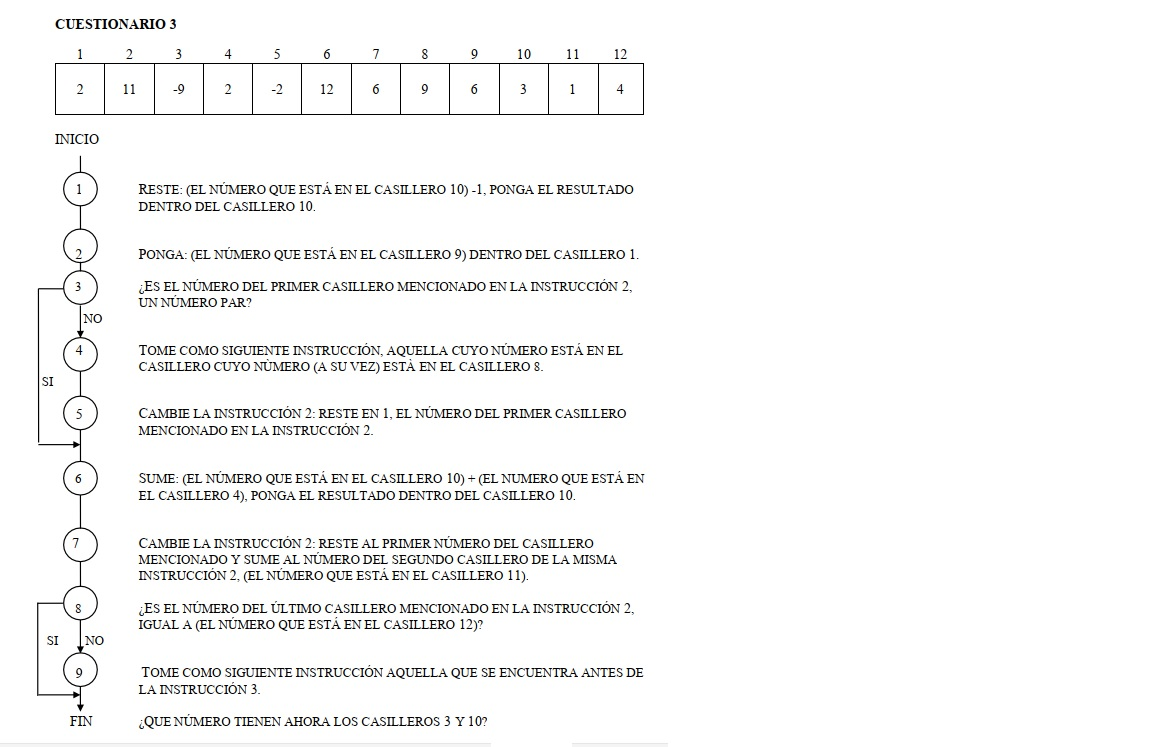 CUESTIONARIO 3
1 2 3 4 5 6 7 8 9 10 11 12
2 11 -9 2 -2 12 6 9 6 3 1 4
INICIO
1
RESTE: (EL NÚMERO QUE ESTÁ EN EL CASILLERO 10) -1, PONGA EL RESULTADO
DENTRO DEL CASILLERO 10.
2
PONGA: (EL NÚMERO QUE ESTÁ EN EL CASILLERO 9) DENTRO DEL CASILLERO 1.
3
¿ES EL NÚMERO DEL PRIMER CASILLERO MENCIONADO EN LA INSTRUCCIÓN 2,
UN NÚMERO PAR?
NO
4
TOME COMO SIGUIENTE INSTRUCCIÓN, AQUELLA CUYO NÚMERO ESTÁ EN EL
CASILLERO CUYO NÙMERO (A SU VEZ) ESTÀ EN EL CASILLERO 8.
SI
5
CAMBIE LA INSTRUCCIÓN 2: RESTE EN 1, EL NÚMERO DEL PRIMER CASILLERO
MENCIONADO EN LA INSTRUCCIÓN 2.
6
SUME: (EL NÚMERO QUE ESTÁ EN EL CASILLERO 10) + (EL NUMERO QUE ESTÁ EN
EL CASILLERO 4), PONGA EL RESULTADO DENTRO DEL CASILLERO 10.
7
CAMBIE LA INSTRUCCIÓN 2: RESTE AL PRIMER NÚMERO DEL CASILLERO
MENCIONADO Y SUME AL NÚMERO DEL SEGUNDO CASILLERO DE LA MISMA
INSTRUCCIÓN 2, (EL NÚMERO QUE ESTÁ EN EL CASILLERO 11).
8
¿ES EL NÚMERO DEL ÚLTIMO CASILLERO MENCIONADO EN LA INSTRUCCIÓN 2,
IGUAL A (EL NÚMERO QUE ESTÁ EN EL CASILLERO 12)?
SI NO
9
TOME COMO SIGUIENTE INSTRUCCIÓN AQUELLA QUE SE ENCUENTRA ANTES DE
LA INSTRUCCIÓN 3.
FIN
¿QUE NÚMERO TIENEN AHORA LOS CASILLEROS 3 Y 10?